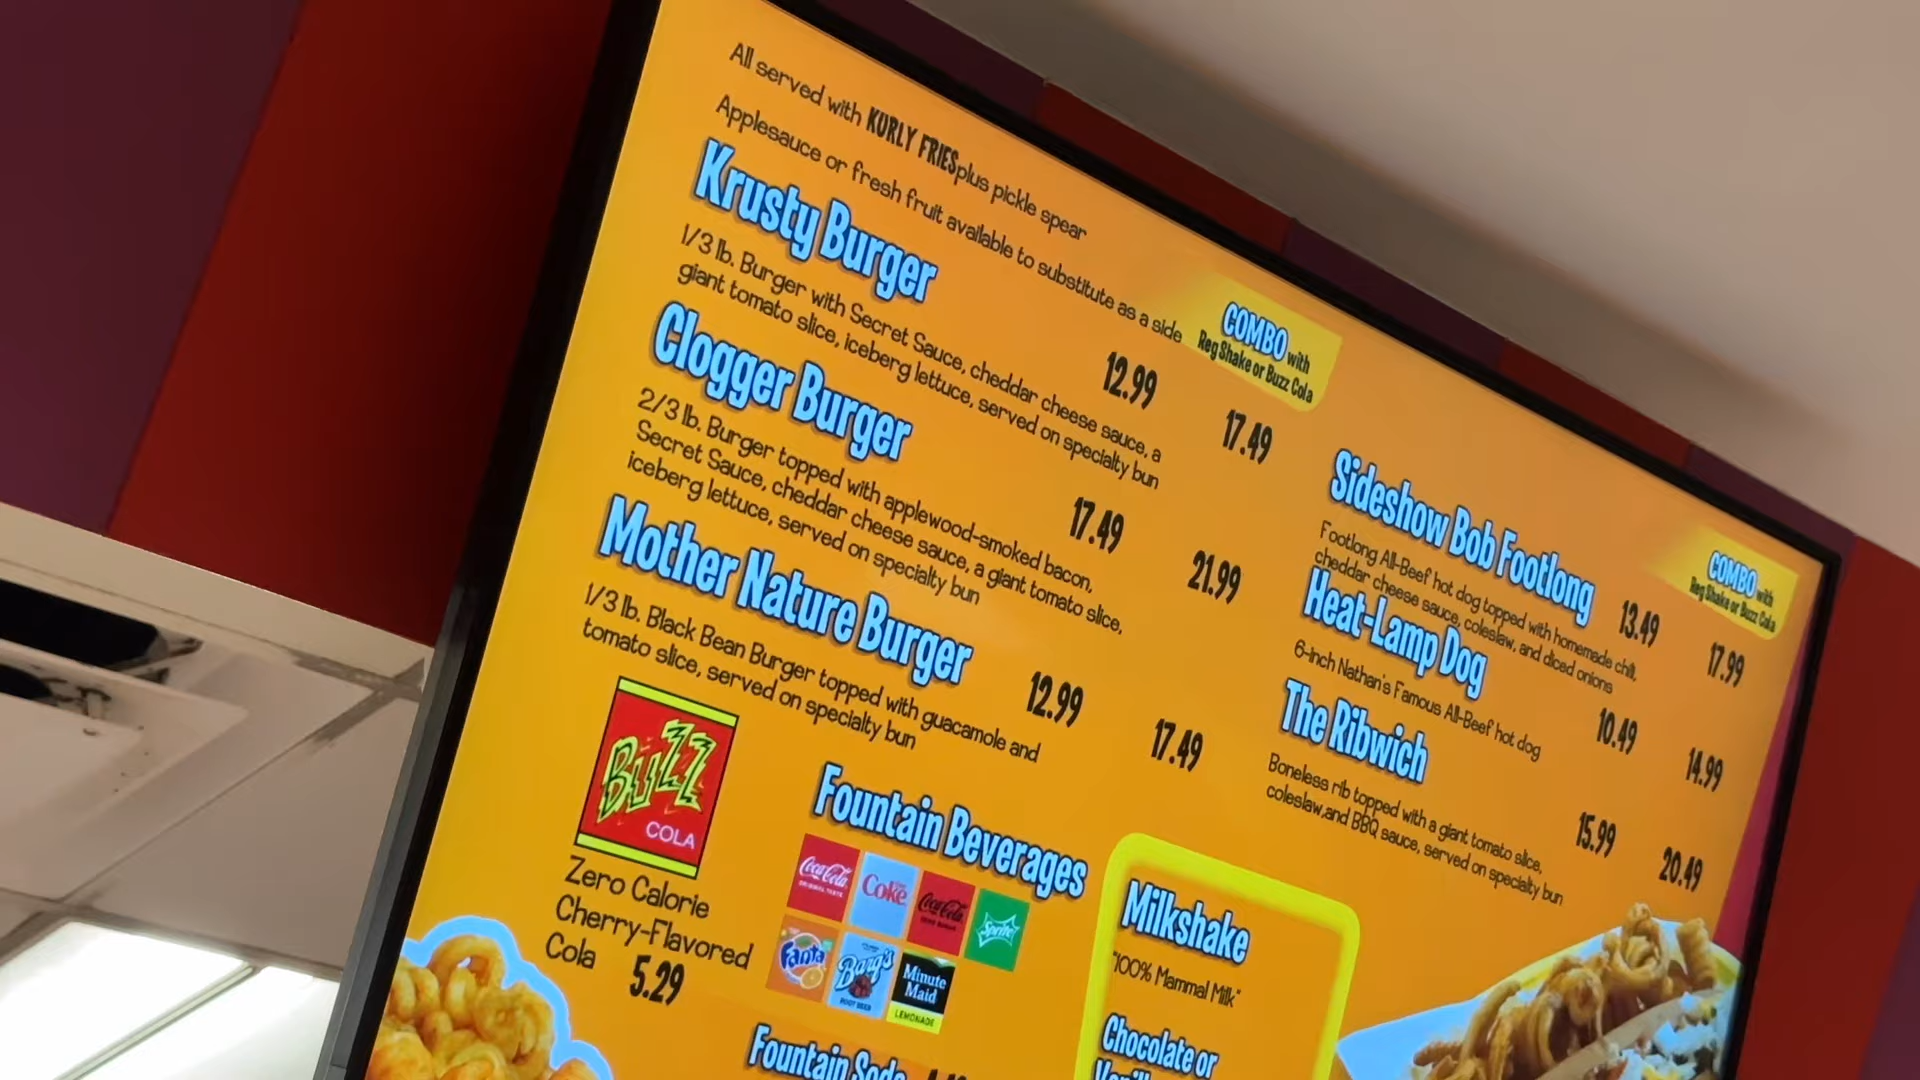 All served with KURLY FRIES plus pickle spear
Applesauce or fresh fruit available to substitute as a side
COMBO with
Reg Shake or Buzz Cola
Krusty Burger
12.99
17.49
1/3 lb. Burger with Secret Sauce, cheddar cheese sauce, a
giant tomato slice, iceberg lettuce, served on specialty bun
Clogger Burger
17.49
21.99
2/3 lb. Burger topped with applewood-smoked bacon,
Secret Sauce, cheddar cheese sauce, a giant tomato slice,
iceberg lettuce, served on specialty bun
Mother Nature Burger
12.99
17.49
1/3 lb. Black Bean Burger topped with guacamole and
tomato slice, served on specialty bun
COMBO with
Reg Shake or Buzz Cola
Sideshow Bob Footlong
13.49
17.99
Footlong All-Beef hot dog topped with homemade chili,
cheddar cheese sauce, coleslaw, and diced onions
Heat-Lamp Dog
10.49
14.99
6-inch Nathan's Famous All-Beef hot dog
The Ribwich
15.99
20.49
Boneless rib topped with a giant tomato slice,
coleslaw,and BBQ sauce, served on specialty bun
BUZZ
COLA
Zero Calorie
Cherry-Flavored
Cola
5.29
Fountain Beverages
Coca-Cola
ORIGINAL TASTE
Coke
Coca-Cola
Sprite
Fanta
Barq's
ROOT BEER
Minute
Maid
LEMONADE
Fountain Soda
Milkshake
"100% Mammal Milk"
Chocolate or